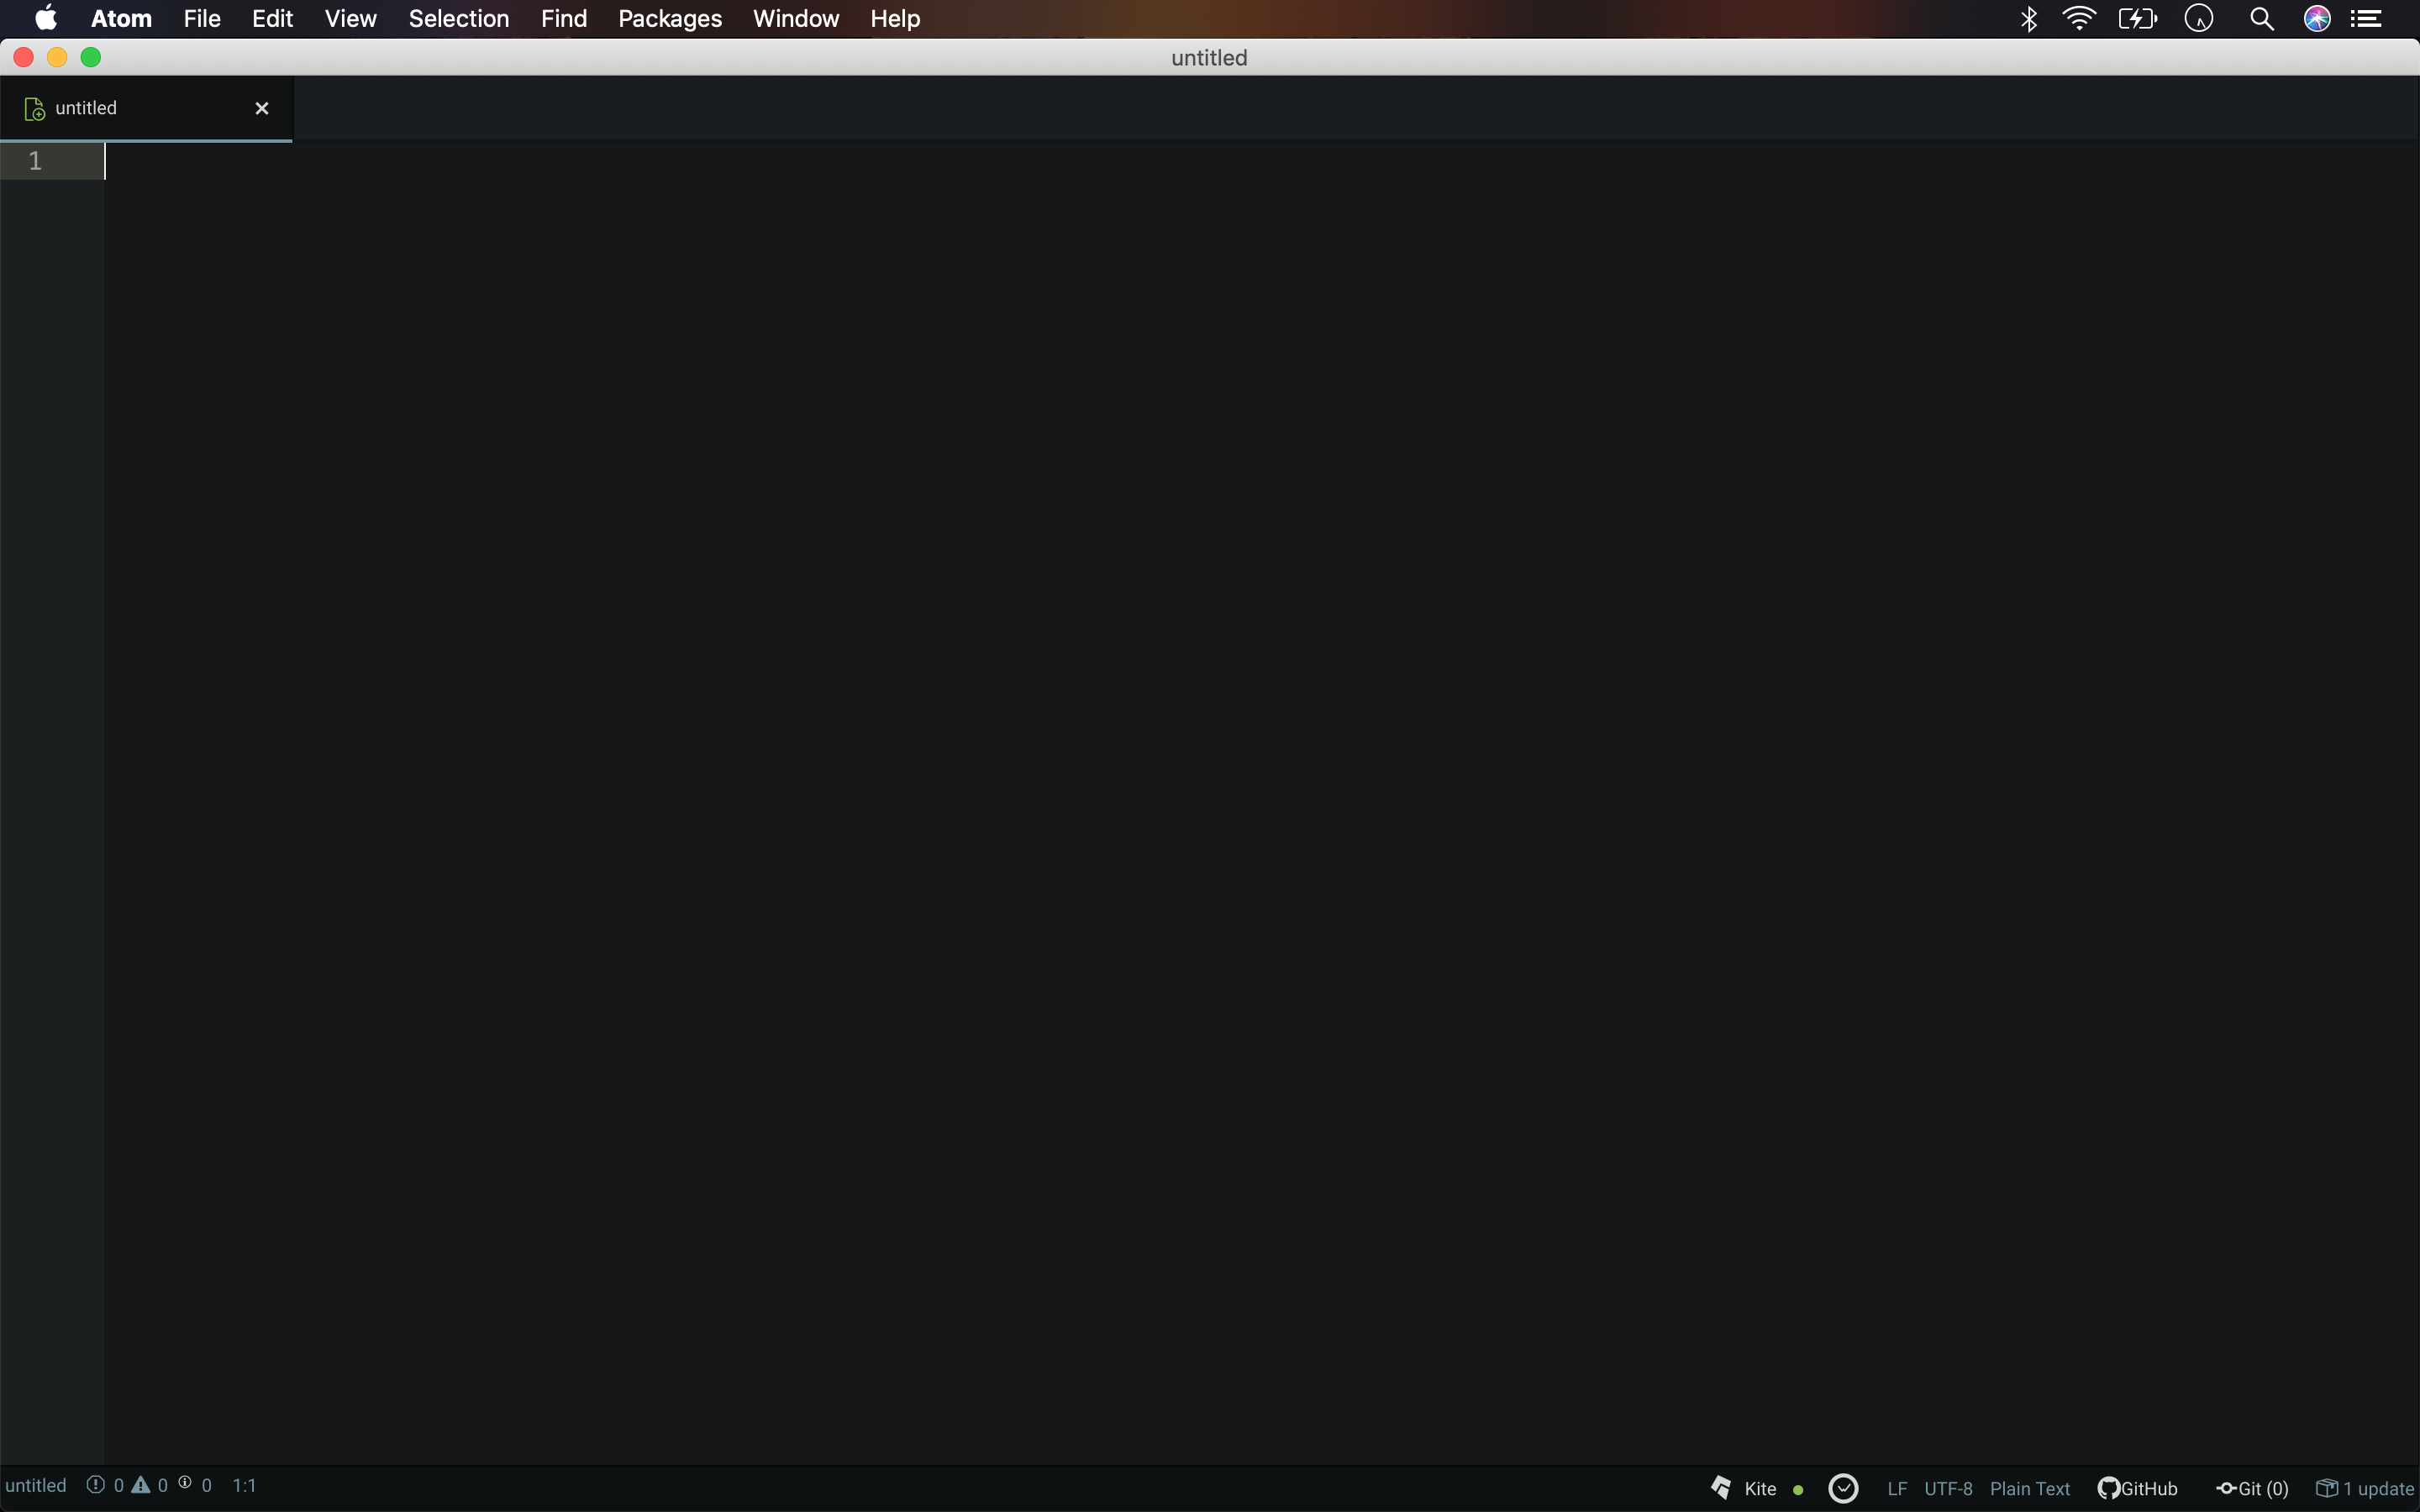 Atom File Edit View Selection Find Packages Window Help
untitled
untitled
1
untitled 0 0 0 1:1 Kite LF UTF-8 Plain Text GitHub Git (0) 1 update